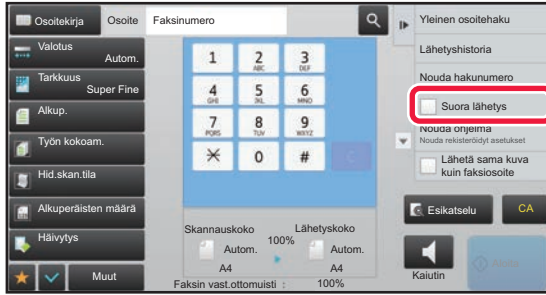 Osoitekirja
Osoite
Faksinumero
Yleinen osoitehaku
Valotus
Autom.
Lähetyshistoria
Tarkkuus
Super Fine
Nouda hakunumero
Alkup.
Suora lähetys
Työn kokoam.
Nouda ohjelma
Nouda rekisteröidyt asetukset
Hid.skan.tila
Lähetä sama kuva
kuin faksiosoite
Alkuperäisten määrä
Esikatselu
CA
Häivytys
1
2
ABC
3
DEF
4
GHI
5
JKL
6
MNO
7
PQRS
8
TUV
9
WXYZ
0
#
C
Skannauskoko
Lähetyskoko
100%
Autom.
Autom.
A4
A4
Muut
Faksin vast.ottomuisti : 100%
Kaiutin